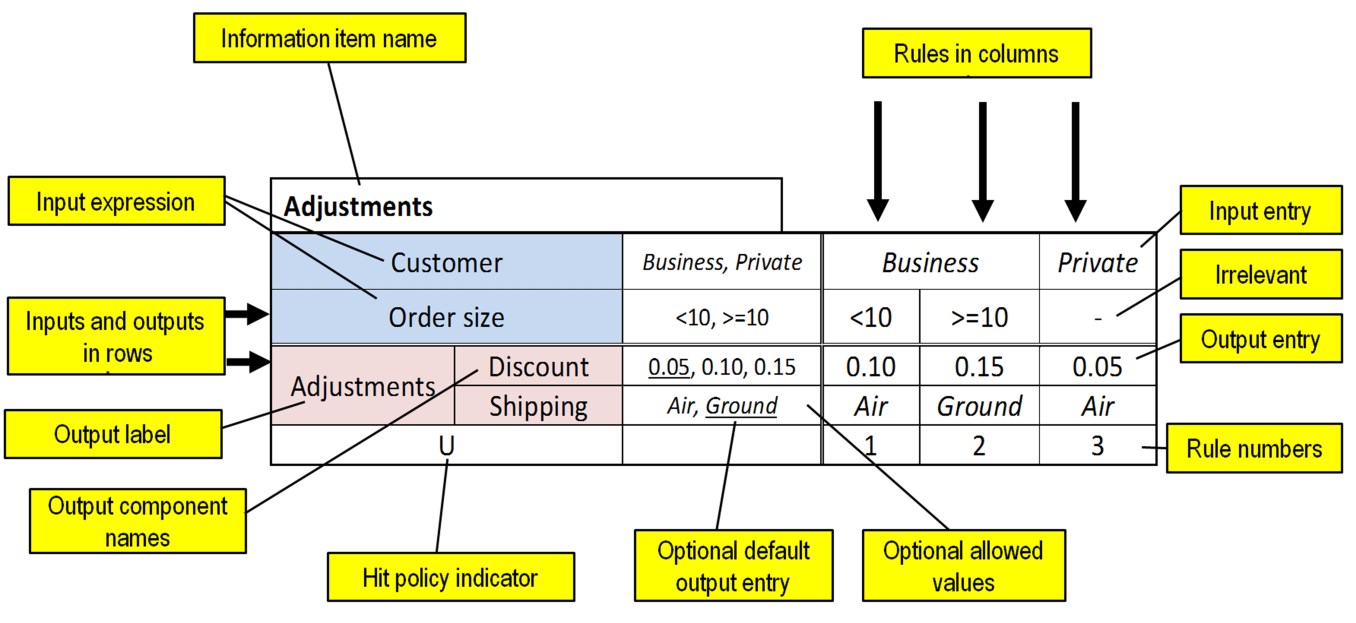 Information item name
Rules in columns
Input expression
Adjustments
Input entry
Customer
Business, Private
Business
Private
Irrelevant
Inputs and outputs
in rows
Order size
<10, >=10
<10
>=10
-
Output entry
Adjustments
Discount
0.05, 0.10, 0.15
0.10
0.15
0.05
Shipping
Air, Ground
Air
Ground
Air
Output label
U
1
2
3
Rule numbers
Output component
names
Hit policy indicator
Optional default
output entry
Optional allowed
values